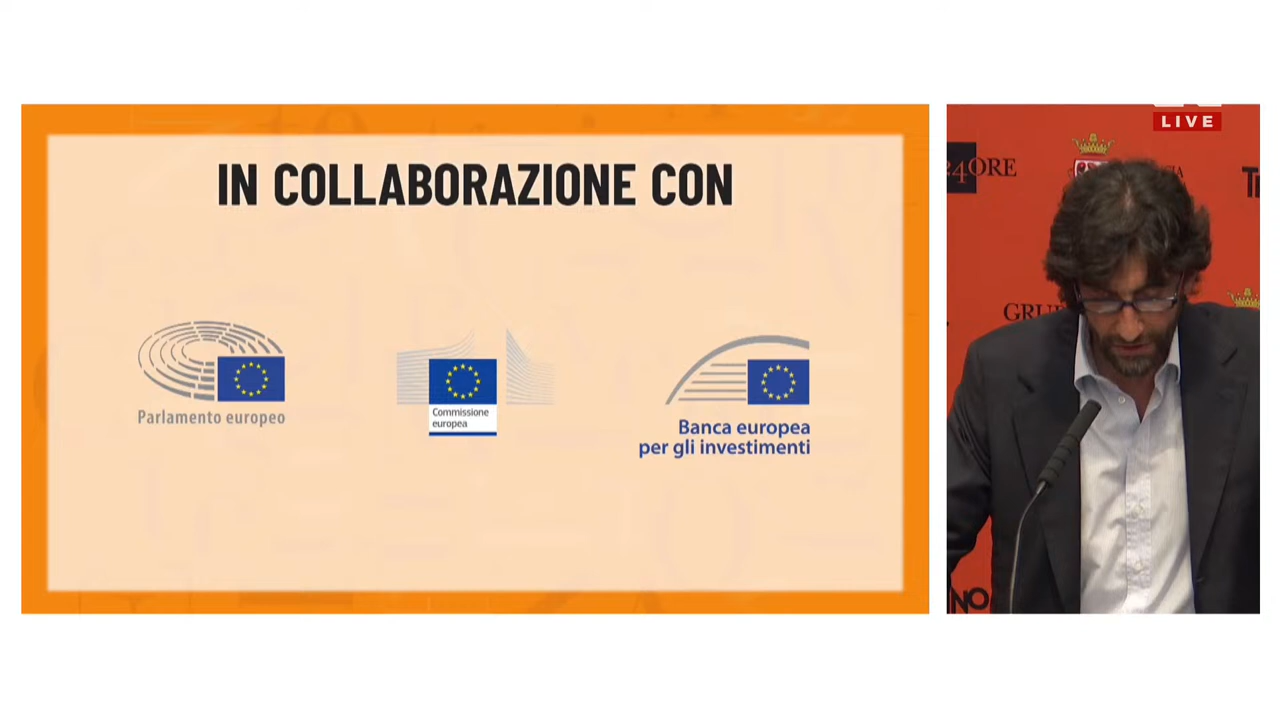 IN COLLABORAZIONE CON
Parlamento europeo
Commissione
europea
Banca europea
per gli investimenti
LIVE
24ORE